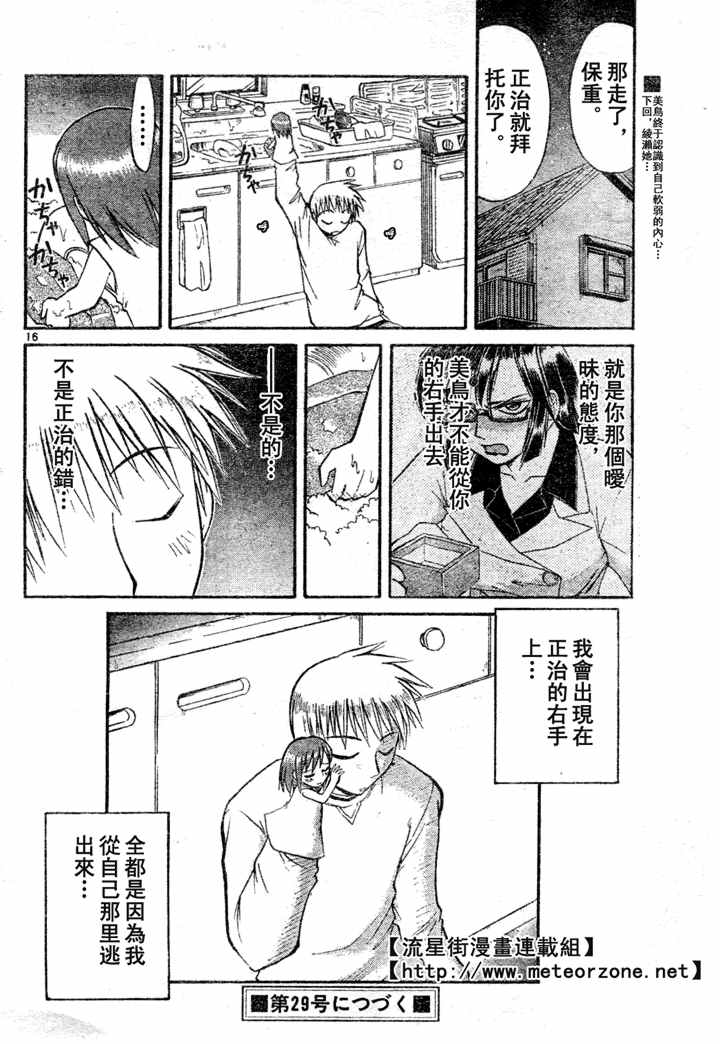 美鳥終于認識到自己軟弱的內心…
下回，綾瀨她…
那走了，
保重。
正治就拜
托你了。
かちゃ
……
かちゃ
かちゃ
16
就是你那個曖
昧的態度，
美鳥才不能從你
的右手出去
——不是的…
不是正治的錯…
我會出現在
正治的右手
上…
全都是因為我
從自己那里逃
出來…
【流星街漫畫連載組】
【http://www.meteorzone.net】
第29号につづく